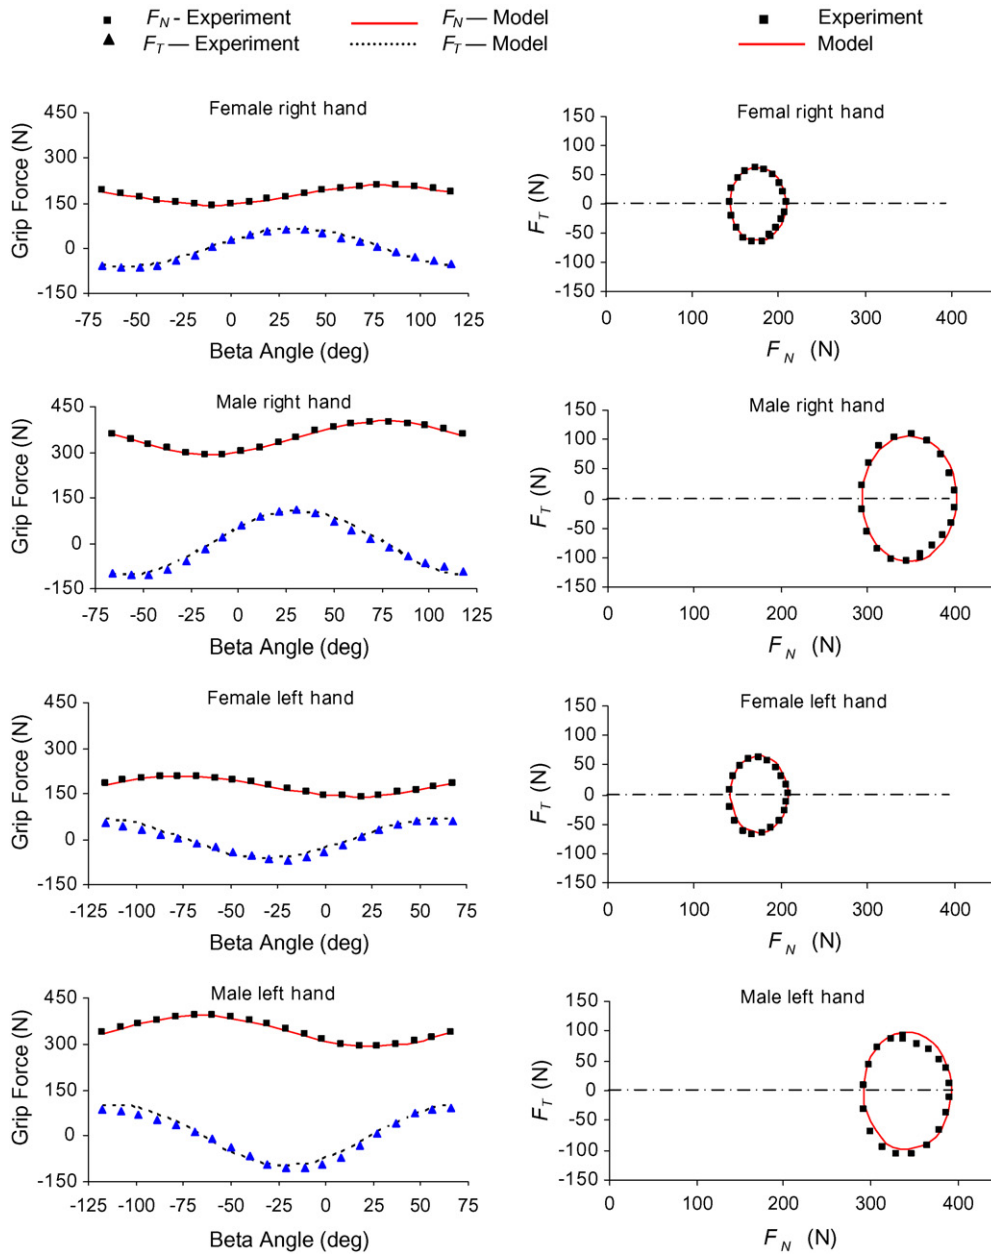 F_N - Experiment F_N — Model Experiment
F_T — Experiment F_T — Model Model
Female right hand
Grip Force (N)
450
300
150
0
-150
-75 -50 -25 0 25 50 75 100 125
Beta Angle (deg)
Femal right hand
F_T (N)
150
100
50
0
-50
-100
-150
0 100 200 300 400
F_N (N)
Male right hand
Grip Force (N)
450
300
150
0
-150
-75 -50 -25 0 25 50 75 100 125
Beta Angle (deg)
Male right hand
F_T (N)
150
100
50
0
-50
-100
-150
0 100 200 300 400
F_N (N)
Female left hand
Grip Force (N)
450
300
150
0
-150
-125 -100 -75 -50 -25 0 25 50 75
Beta Angle (deg)
Female left hand
F_T (N)
150
100
50
0
-50
-100
-150
0 100 200 300 400
F_N (N)
Male left hand
Grip Force (N)
450
300
150
0
-150
-125 -100 -75 -50 -25 0 25 50 75
Beta Angle (deg)
Male left hand
F_T (N)
150
100
50
0
-50
-100
-150
0 100 200 300 400
F_N (N)